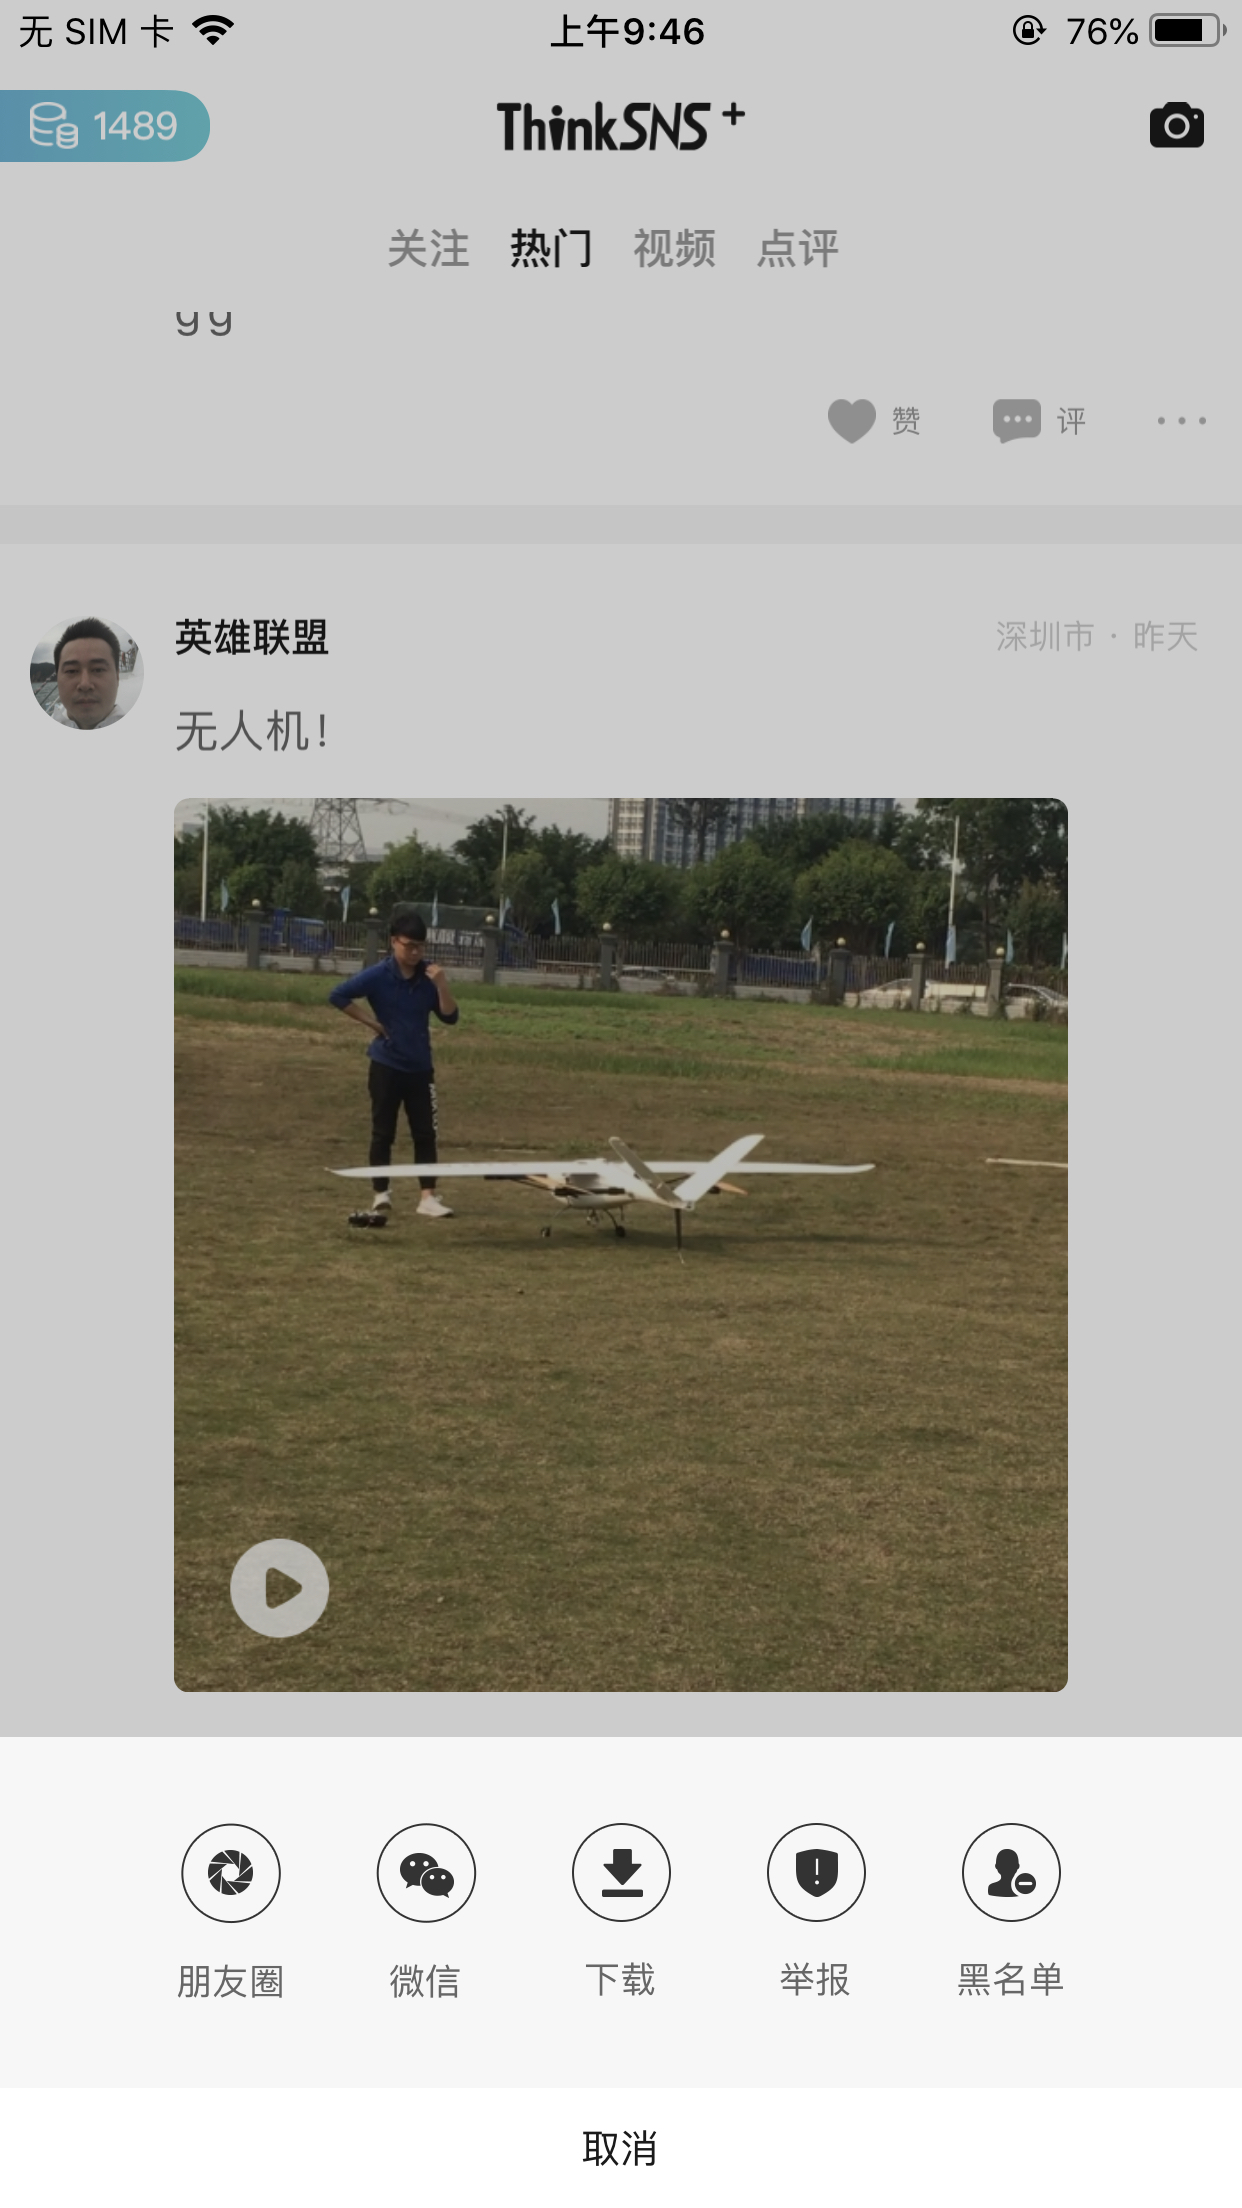 无 SIM 卡 上午9:46 76%
1489 ThinkSNS+
关注 热门 视频 点评
gg
赞 评 ...
英雄联盟 深圳市 · 昨天
无人机！
朋友圈 微信 下载 举报 黑名单
取消